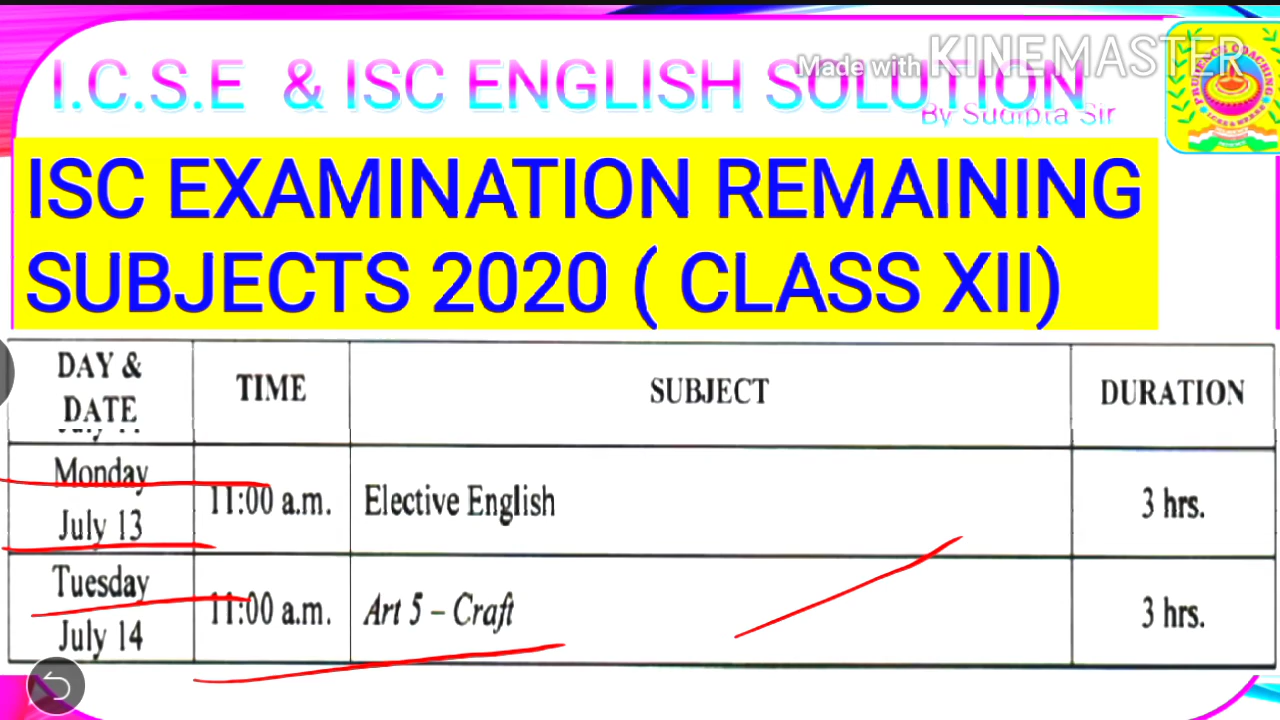 Made with KINEMASTER
I.C.S.E & ISC ENGLISH SOLUTION
By Sudipta Sir
ISC EXAMINATION REMAINING
SUBJECTS 2020 ( CLASS XII)
DAY & DATE TIME SUBJECT DURATION
Monday July 13 11:00 a.m. Elective English 3 hrs.
Tuesday July 14 11:00 a.m. Art 5 – Craft 3 hrs.